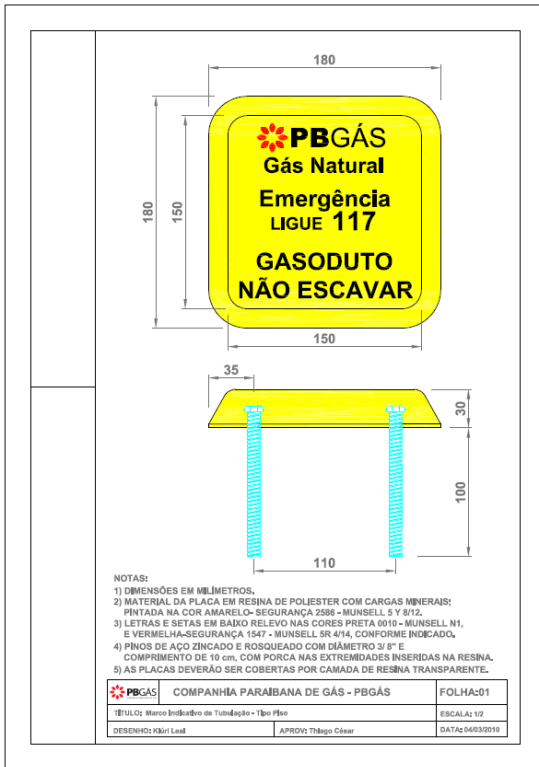 180
PBGÁS
Gás Natural
Emergência
LIGUE 117
GASODUTO
NÃO ESCAVAR
180
150
150
35
30
100
110
NOTAS:
1) DIMENSÕES EM MILÍMETROS.
2) MATERIAL DA PLACA EM RESINA DE POLIESTER COM CARGAS MINERAIS;
PINTADA NA COR AMARELO- SEGURANÇA 2586 - MUNSELL 5 Y 8/12.
3) LETRAS E SETAS EM BAIXO RELEVO NAS CORES PRETA 0010 - MUNSELL N1,
E VERMELHA-SEGURANÇA 1547 - MUNSELL 5R 4/14, CONFORME INDICADO.
4) PINOS DE AÇO ZINCADO E ROSQUEADO COM DIÂMETRO 3/ 8" E
COMPRIMENTO DE 10 cm, COM PORCA NAS EXTREMIDADES INSERIDAS NA RESINA.
5) AS PLACAS DEVERÃO SER COBERTAS POR CAMADA DE RESINA TRANSPARENTE.
PBGÁS COMPANHIA PARAIBANA DE GÁS - PBGÁS FOLHA:01
TÍTULO: Marco Indicativo de Tubulação - Tipo Piso ESCALA: 1/2
DESENHO: Kiúri Leal APROV: Thiago César DATA: 04/03/2010